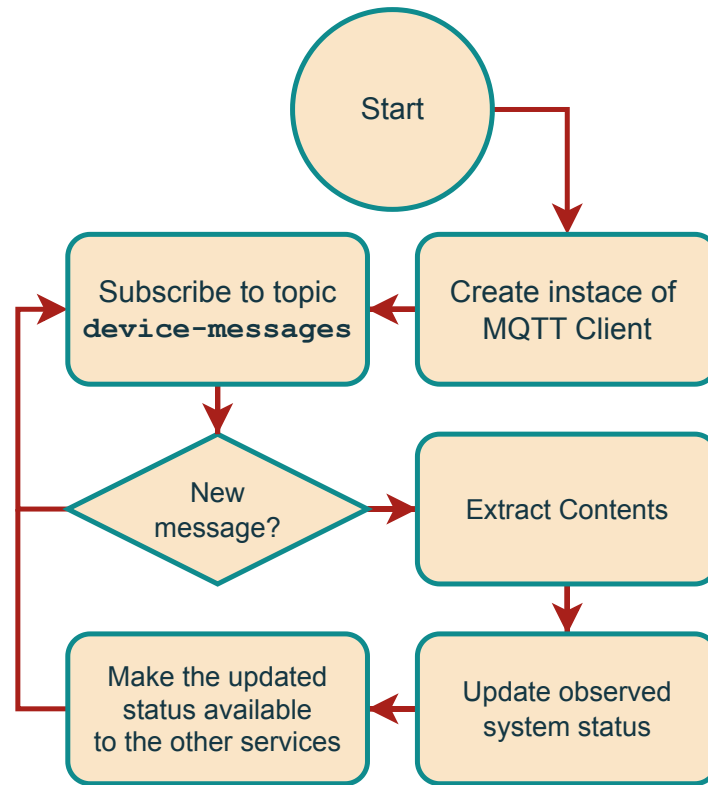 Start
Create instace of
MQTT Client
Subscribe to topic
device-messages
New
message?
Extract Contents
Update observed
system status
Make the updated
status available
to the other services